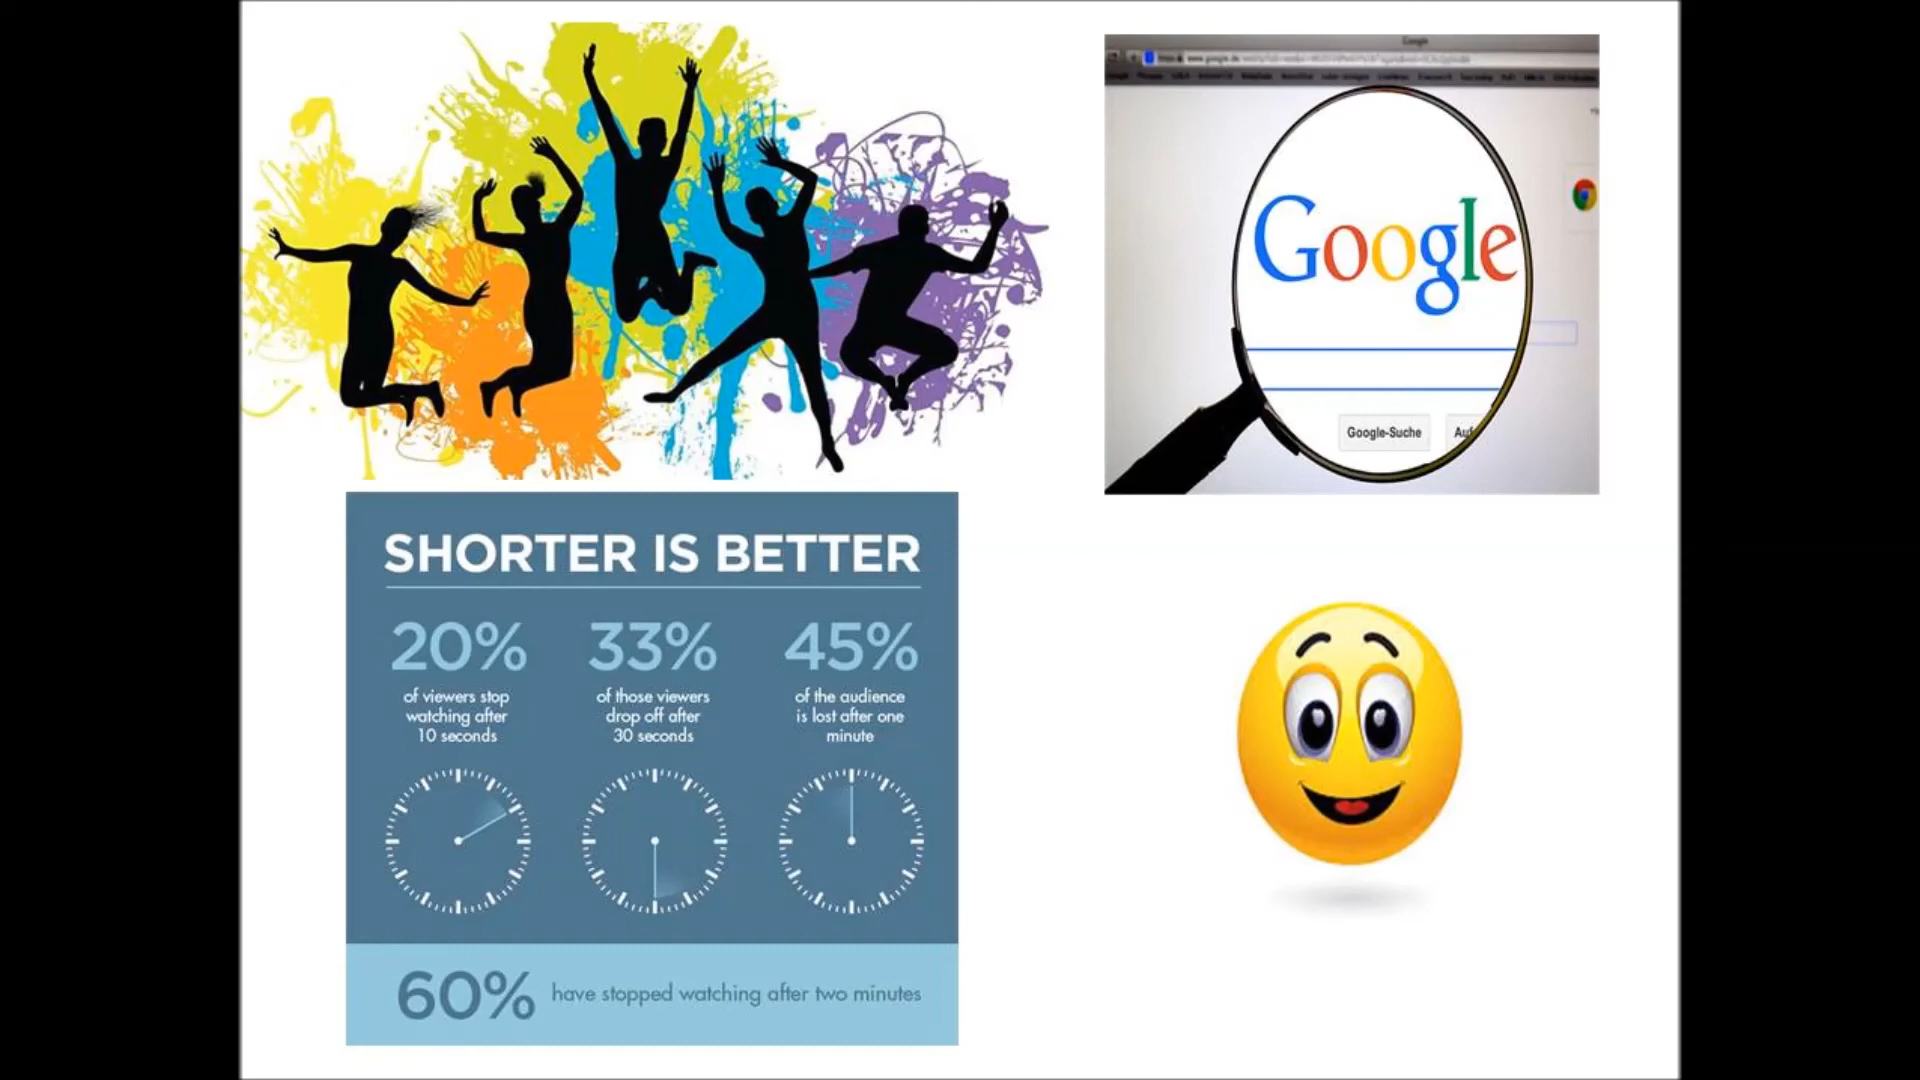 Google
Google
Google-Suche
Auf
SHORTER IS BETTER
20%
of viewers stop
watching after
10 seconds
33%
of those viewers
drop off after
30 seconds
45%
of the audience
is lost after one
minute
60% have stopped watching after two minutes